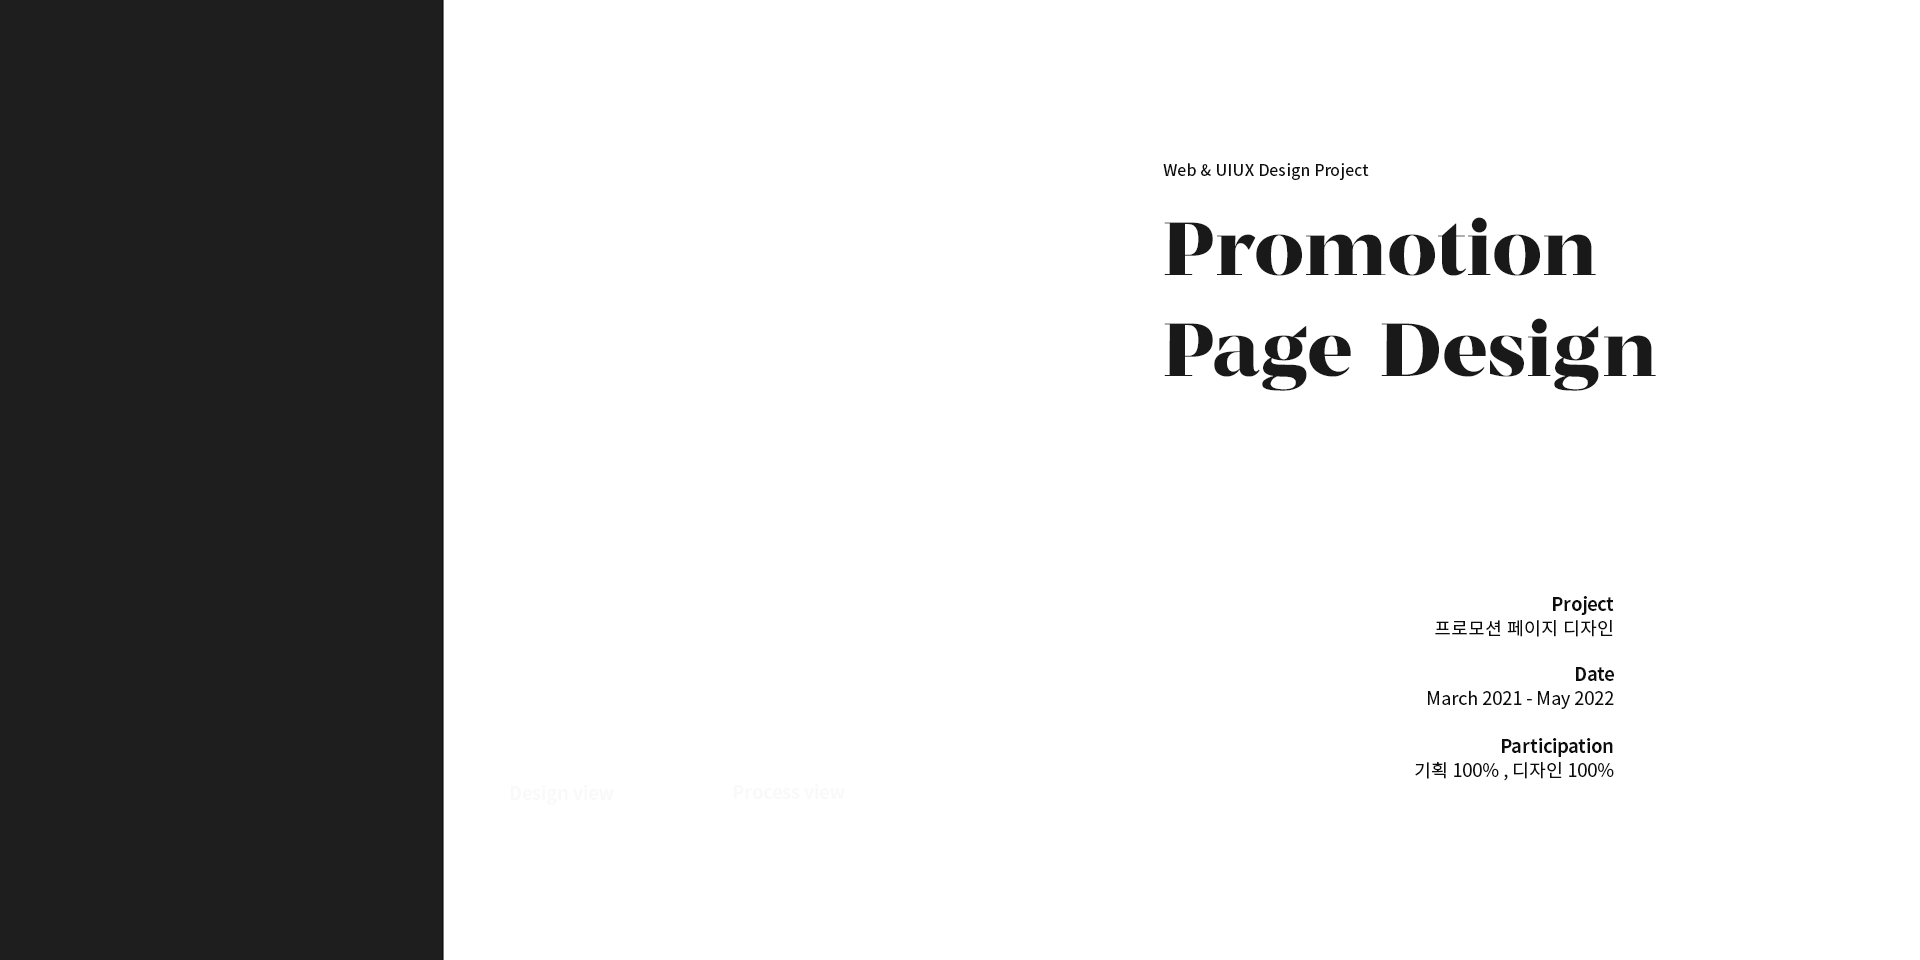 Web & UIUX Design Project
Promotion
Page Design
Project
프로모션 페이지 디자인
Date
March 2021 - May 2022
Participation
기획 100% , 디자인 100%
Design view
Process view